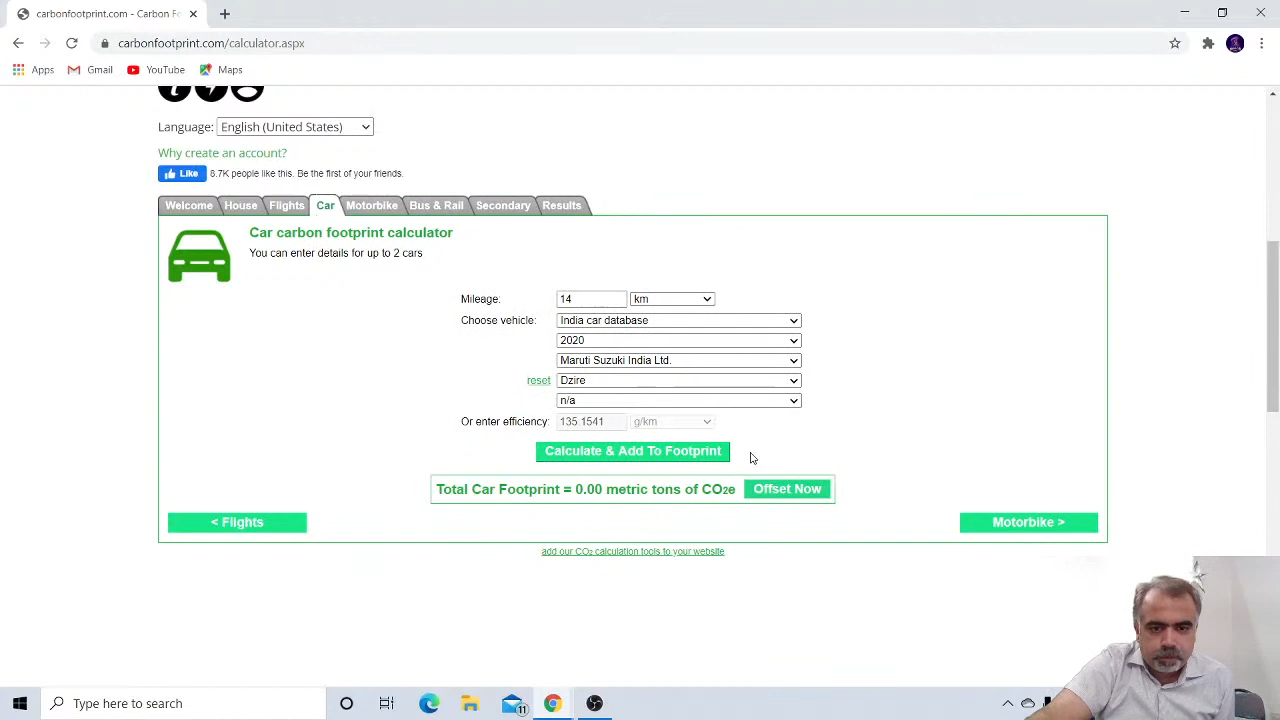 carbonfootprint.com - Carbon Fo
carbonfootprint.com/calculator.aspx
Apps Gmail YouTube Maps
Language: English (United States)
Why create an account?
Like 8.7K people like this. Be the first of your friends.
Welcome House Flights Car Motorbike Bus & Rail Secondary Results
Car carbon footprint calculator
You can enter details for up to 2 cars
Mileage: 14 km
Choose vehicle: India car database
2020
Maruti Suzuki India Ltd.
reset Dzire
n/a
Or enter efficiency: 135.1541 g/km
Calculate & Add To Footprint
Total Car Footprint = 0.00 metric tons of CO2e Offset Now
< Flights Motorbike >
add our CO2 calculation tools to your website
Type here to search 11